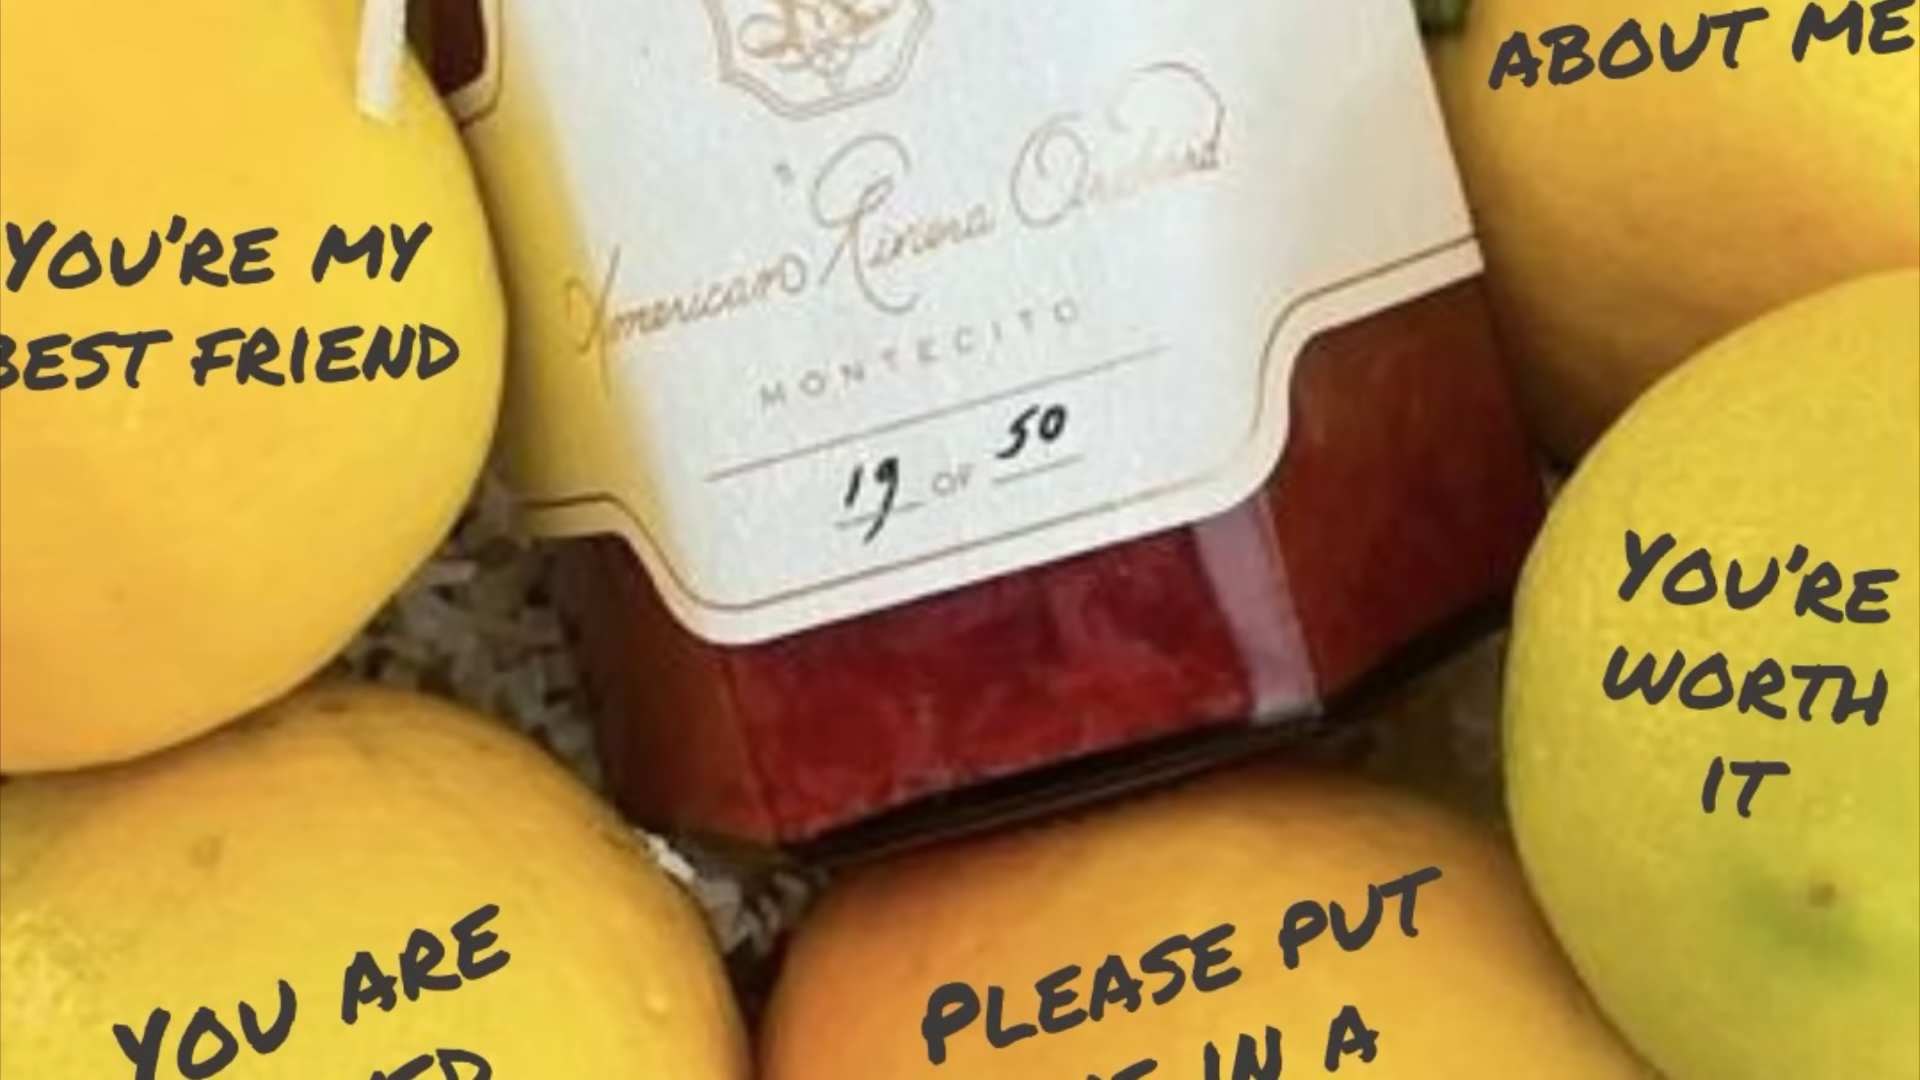 ABOUT ME
YOU'RE MY
BEST FRIEND
American Riviera Orchard
MONTECITO
19 OF 50
YOU'RE
WORTH
IT
YOU ARE
PLEASE PUT
IN A